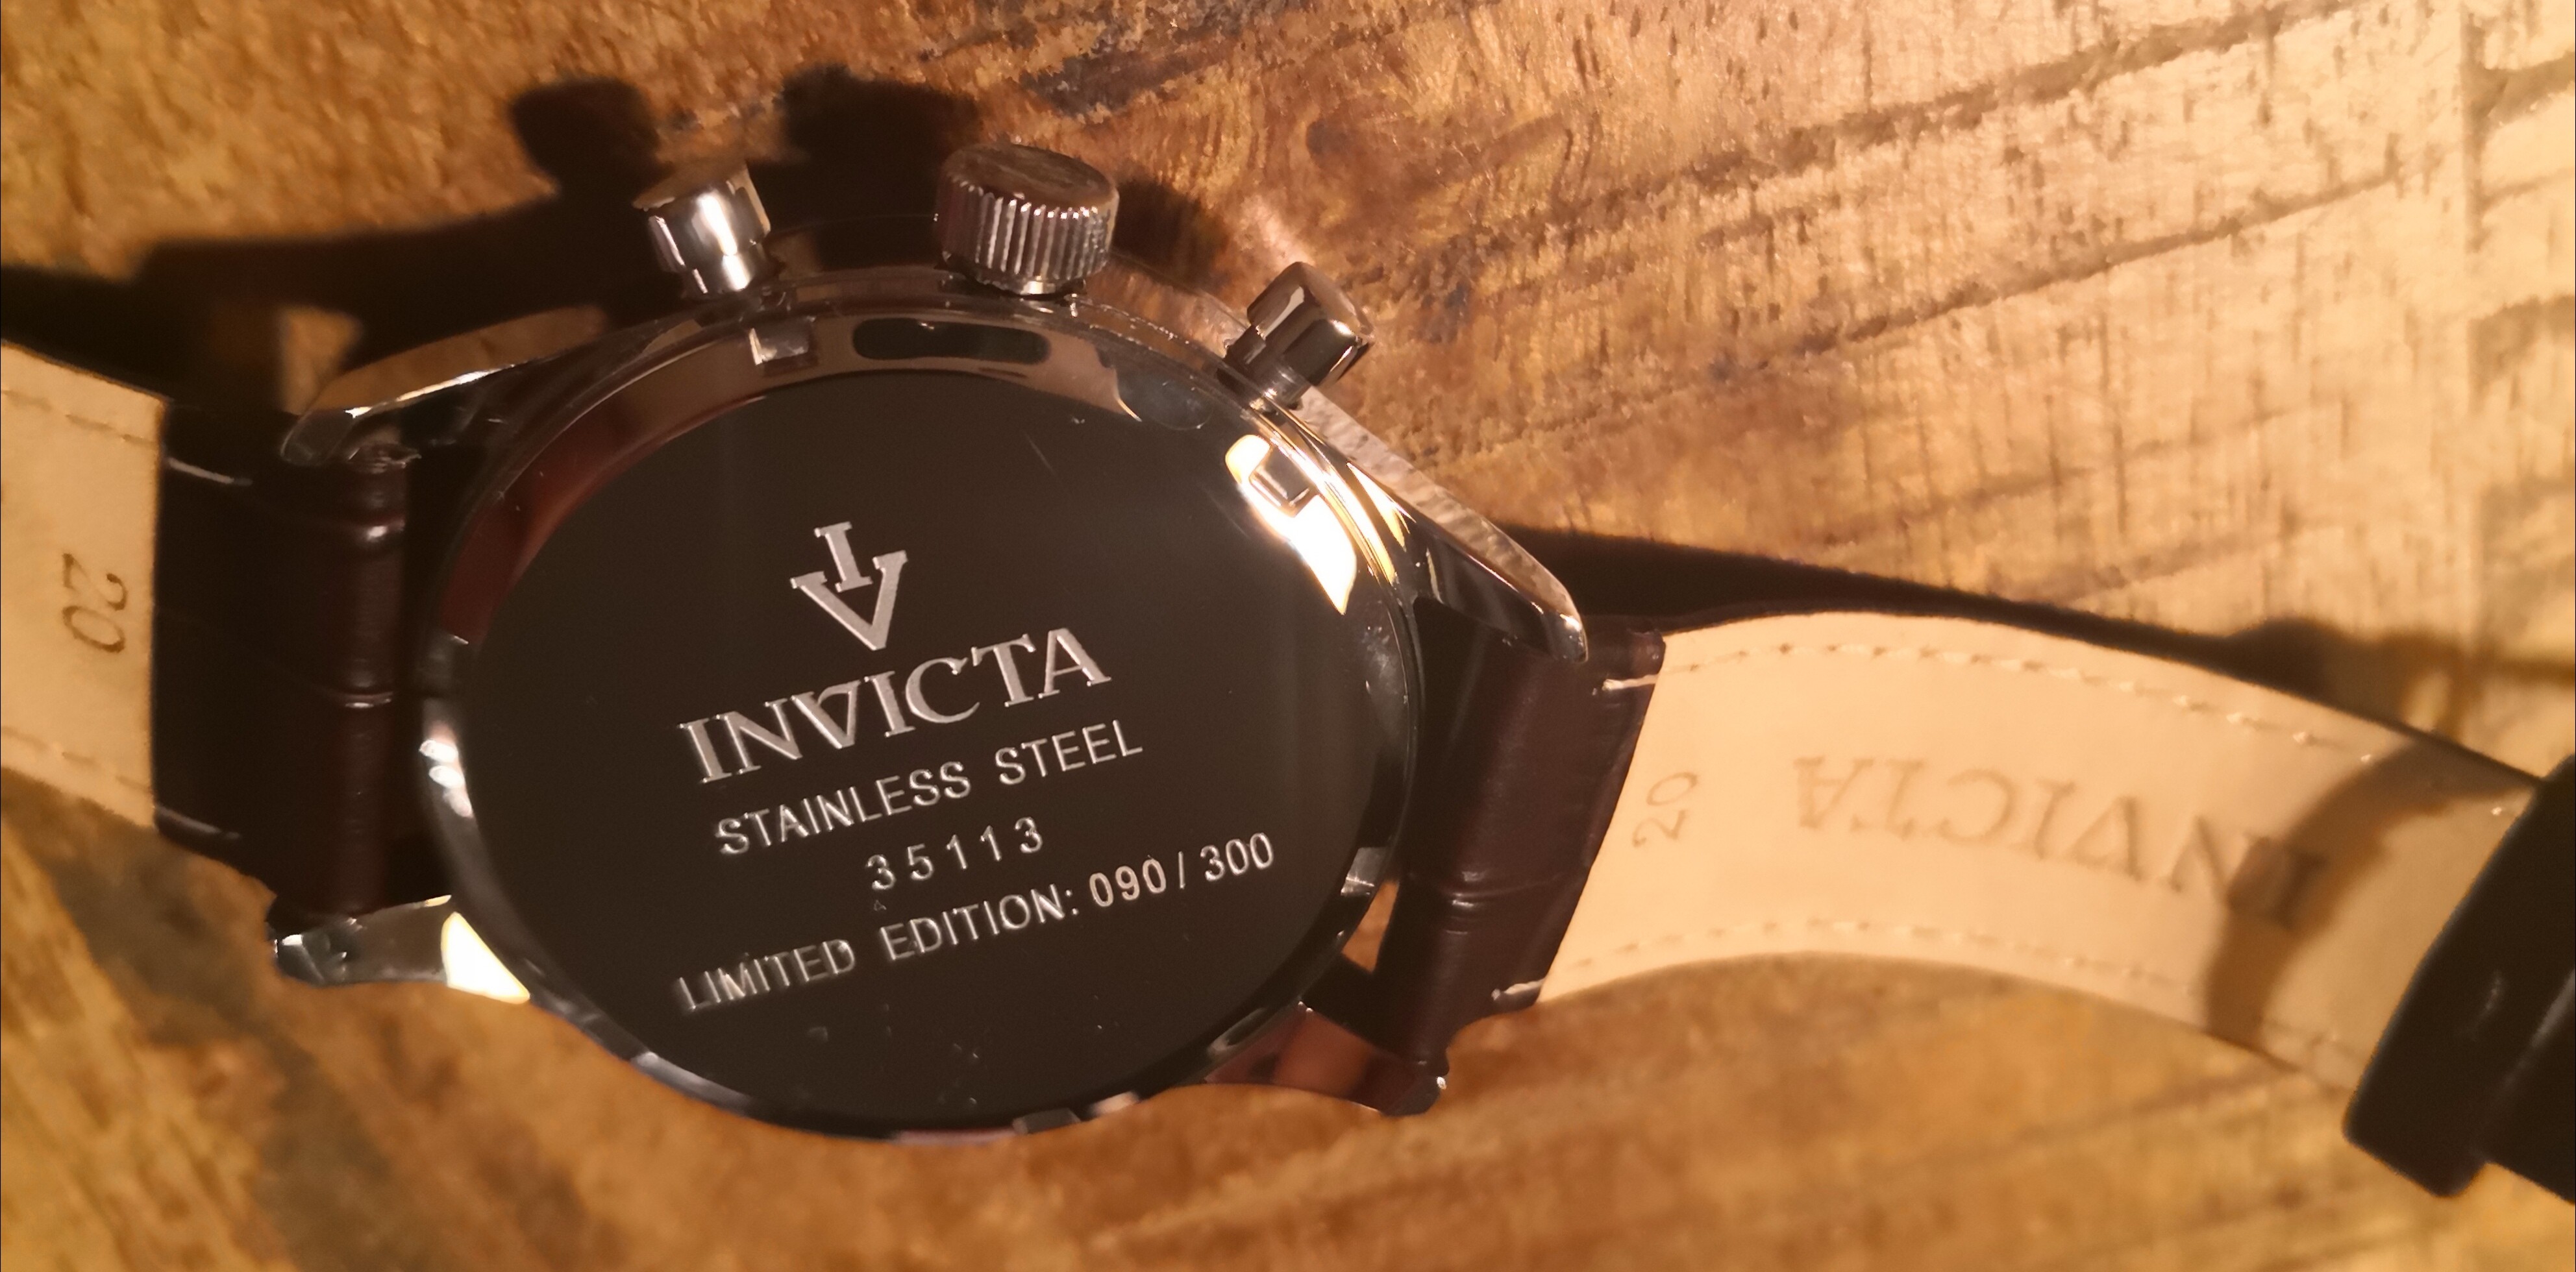 20
INVICTA
STAINLESS STEEL
35113
LIMITED EDITION: 090/300
20
INVICTA